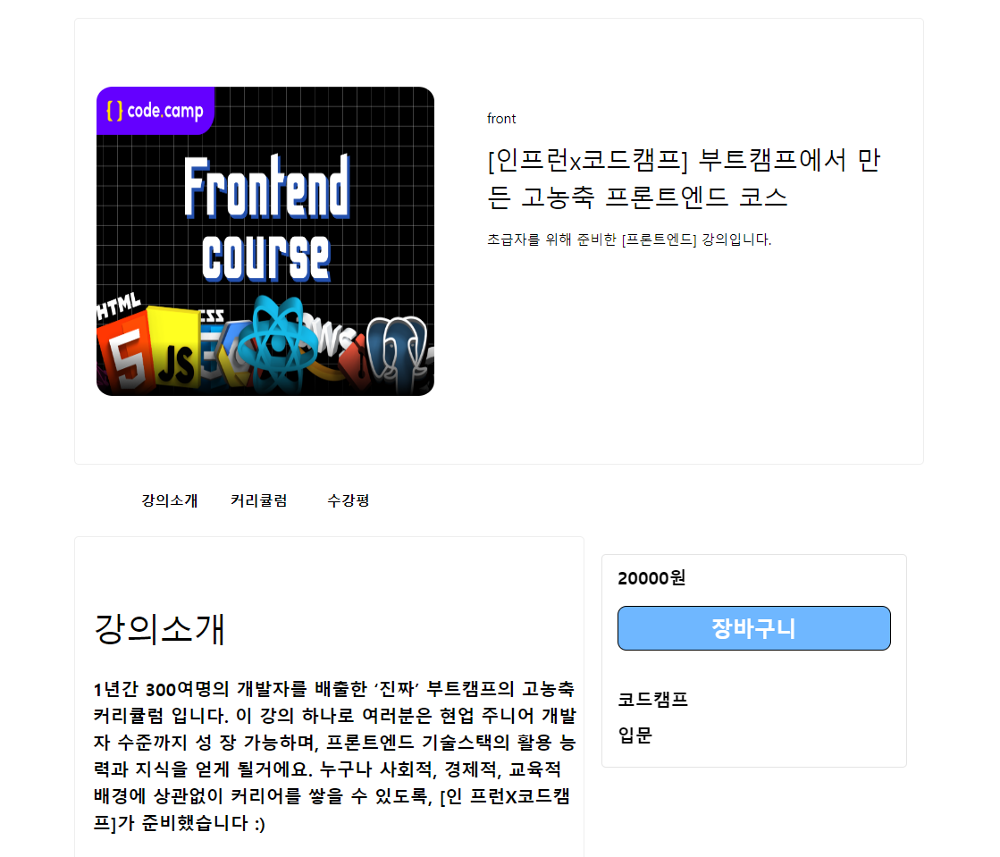 { } code.camp
Frontend
course
HTML
CSS
5
JS
front
[인프런x코드캠프] 부트캠프에서 만
든 고농축 프론트엔드 코스
초급자를 위해 준비한 [프론트엔드] 강의입니다.
강의소개 커리큘럼 수강평
강의소개
1년간 300여명의 개발자를 배출한 ‘진짜’ 부트캠프의 고농축
커리큘럼 입니다. 이 강의 하나로 여러분은 현업 주니어 개발
자 수준까지 성 장 가능하며, 프론트엔드 기술스택의 활용 능
력과 지식을 얻게 될거에요. 누구나 사회적, 경제적, 교육적
배경에 상관없이 커리어를 쌓을 수 있도록, [인 프런X코드캠
프]가 준비했습니다 :)
20000원
장바구니
코드캠프
입문